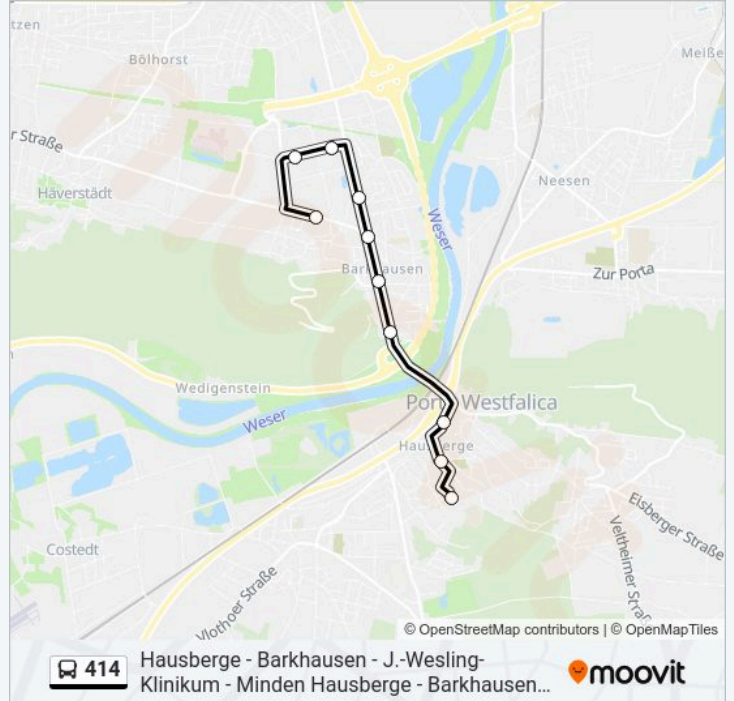 tzen
Bölhorst
Meiße
r Straße
Neesen
Häverstädt
Weser
Barkhausen
Zur Porta
Wedigenstein
Porta Westfalica
Weser
Hausberge
Eisberger Straße
Veltheimer Straß
Costedt
Vlothoer Straße
© OpenStreetMap contributors | © OpenMapTiles
414
Hausberge - Barkhausen - J.-Wesling-
Klinikum - Minden Hausberge - Barkhausen...
moovit